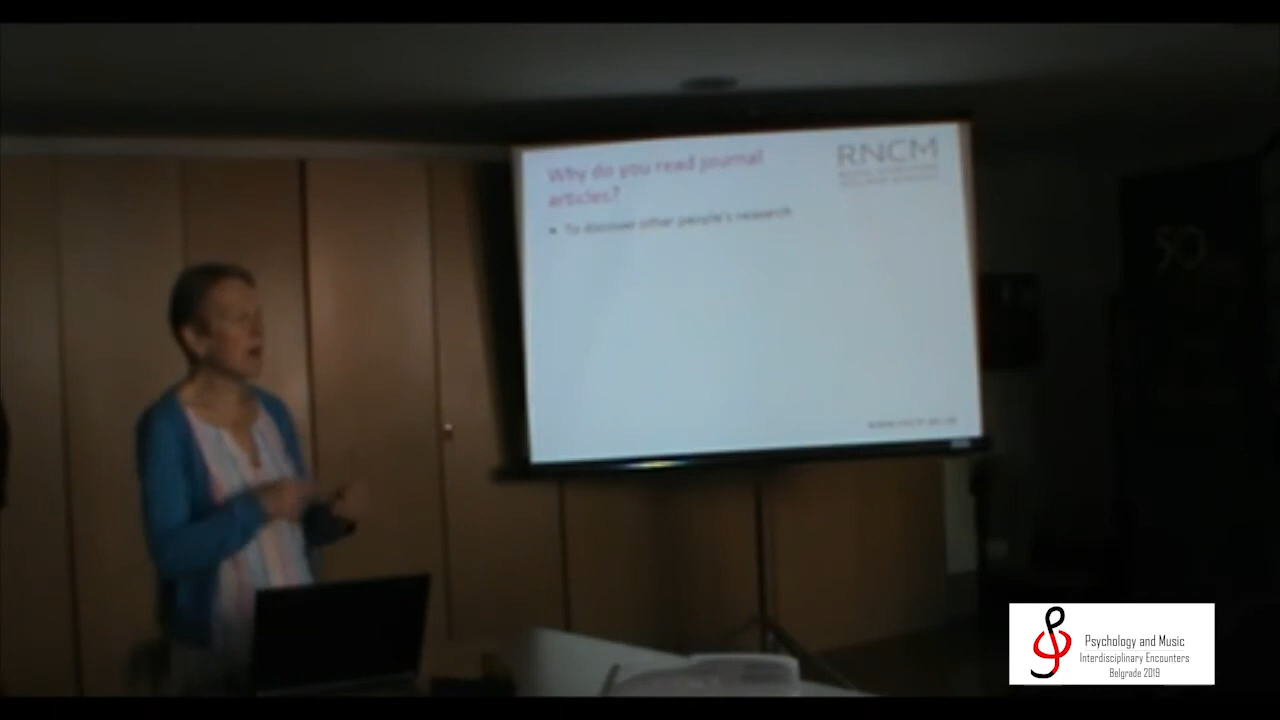 Why do you read journal
articles?
RNCM
• To discover other people's research
50
Psychology and Music
Interdisciplinary Encounters
Belgrade 2019